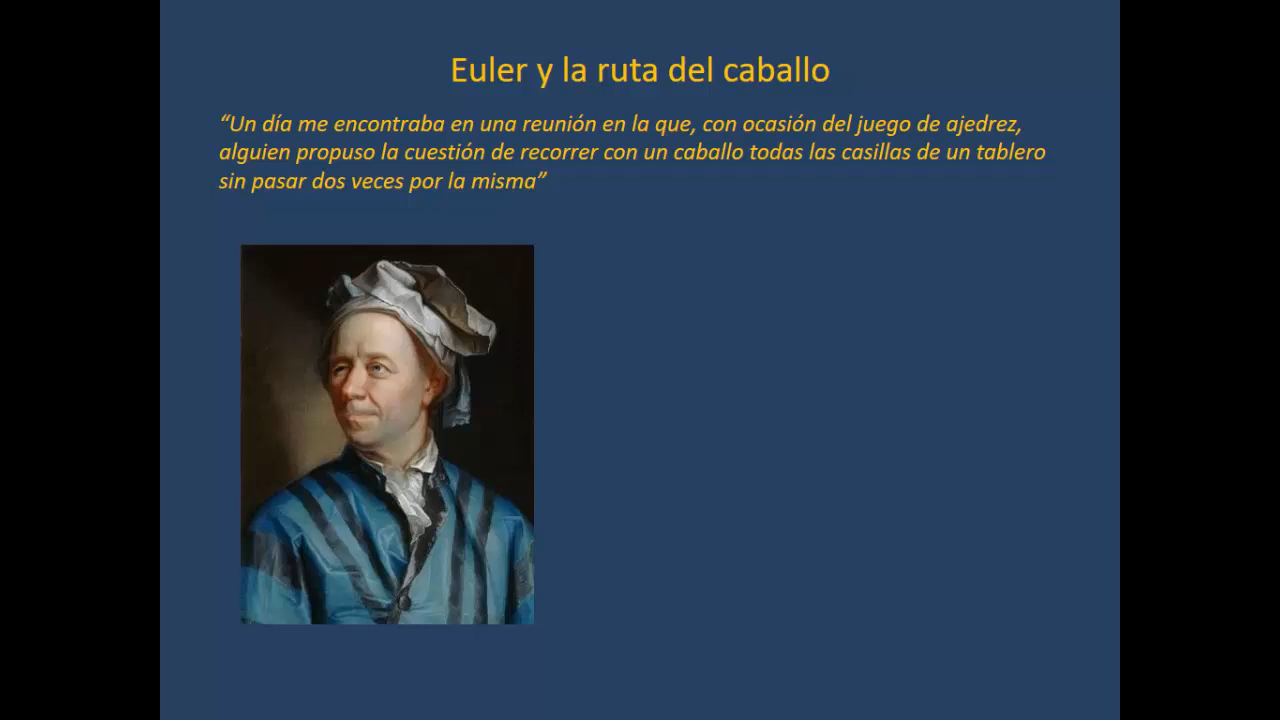 Euler y la ruta del caballo
“Un día me encontraba en una reunión en la que, con ocasión del juego de ajedrez,
alguien propuso la cuestión de recorrer con un caballo todas las casillas de un tablero
sin pasar dos veces por la misma”